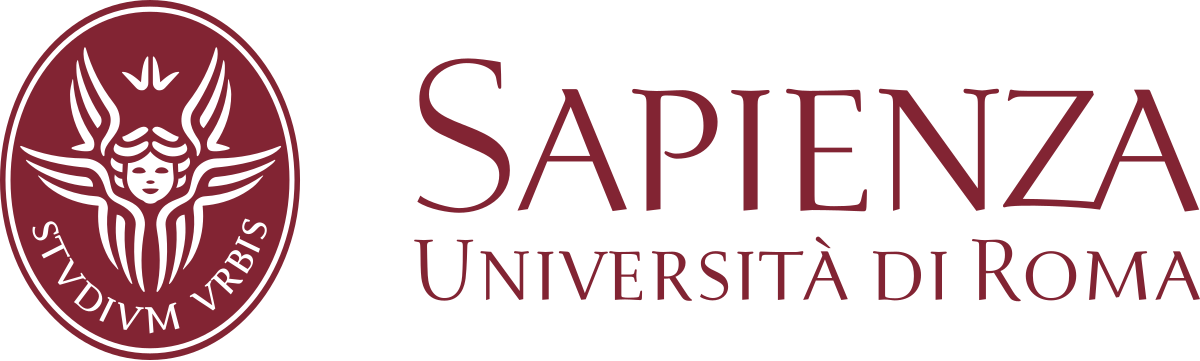 STVDIVM VRBIS
SAPIENZA
UNIVERSITÀ DI ROMA